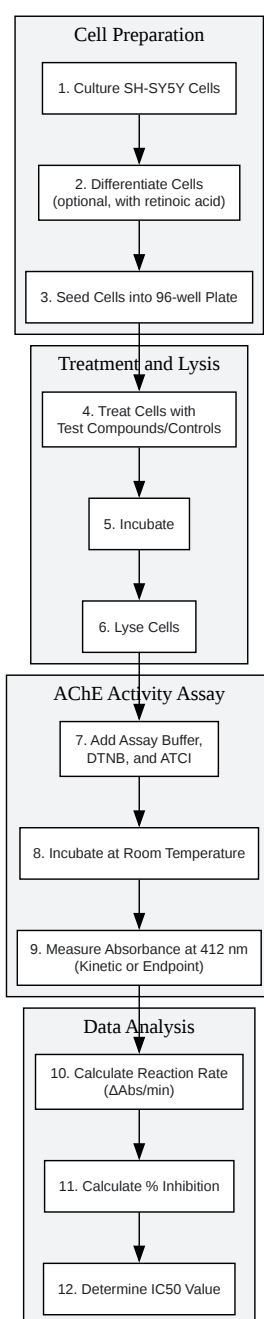 Cell Preparation
1. Culture SH-SY5Y Cells
2. Differentiate Cells
(optional, with retinoic acid)
3. Seed Cells into 96-well Plate
Treatment and Lysis
4. Treat Cells with
Test Compounds/Controls
5. Incubate
6. Lyse Cells
AChE Activity Assay
7. Add Assay Buffer,
DTNB, and ATCI
8. Incubate at Room Temperature
9. Measure Absorbance at 412 nm
(Kinetic or Endpoint)
Data Analysis
10. Calculate Reaction Rate
(ΔAbs/min)
11. Calculate % Inhibition
12. Determine IC50 Value